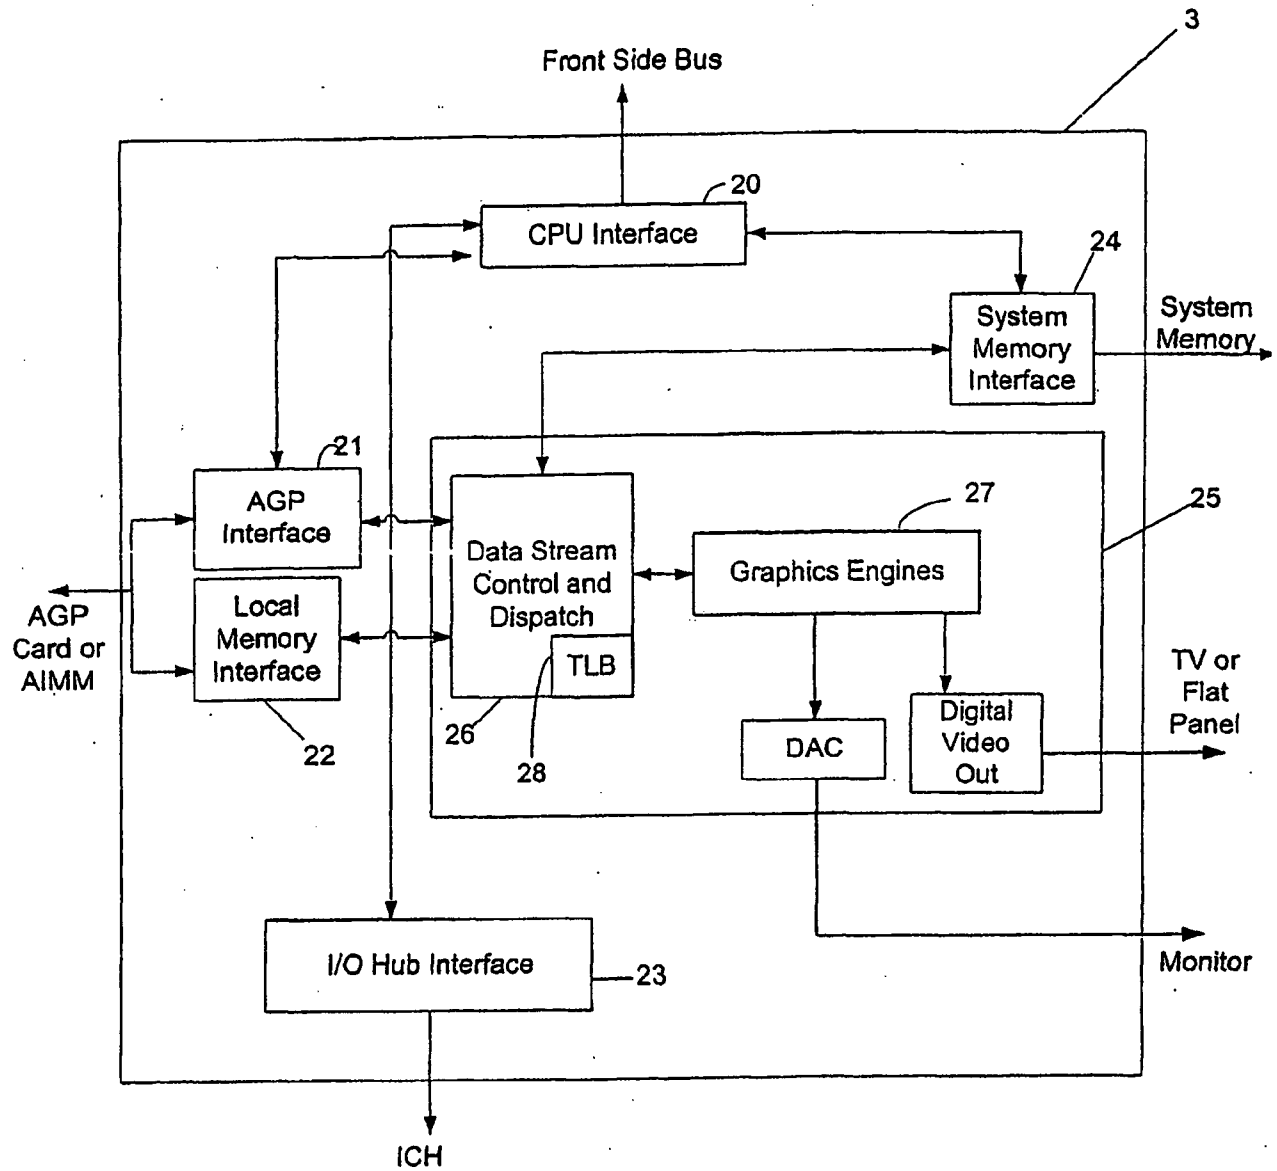 3
Front Side Bus
20
CPU Interface
24
System
Memory
Interface
System
Memory
21
AGP
Interface
27
25
Data Stream
Control and
Dispatch
Graphics Engines
AGP
Card or
AIMM
Local
Memory
Interface
TLB
TV or
Flat
Panel
22
26
28
DAC
Digital
Video
Out
I/O Hub Interface
23
Monitor
ICH